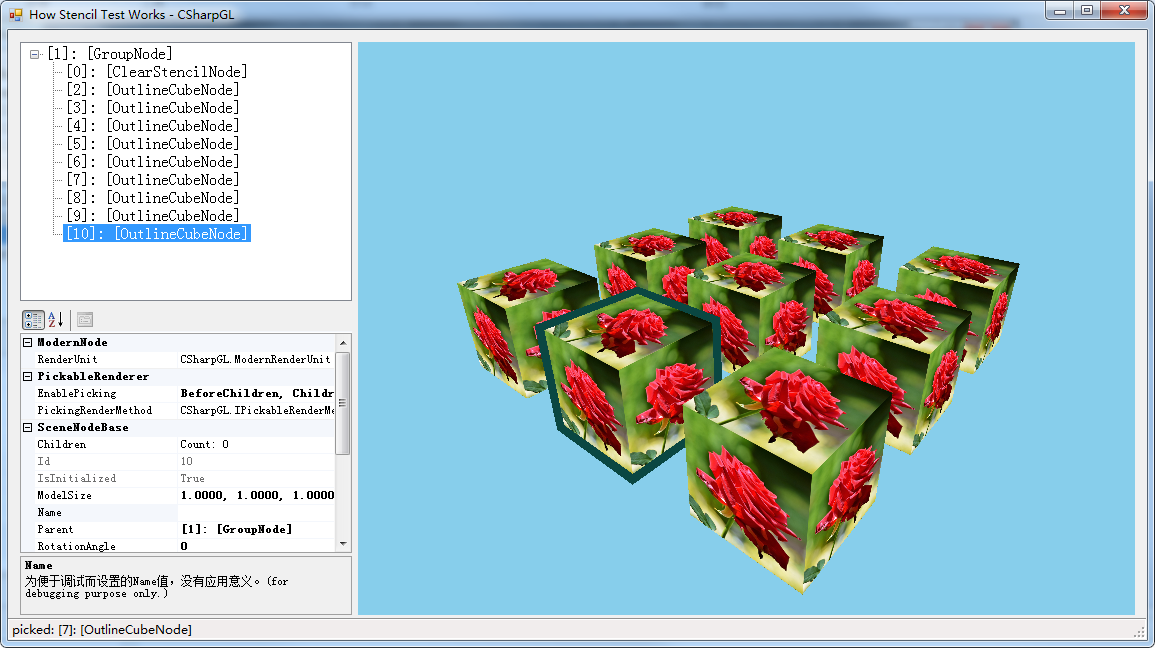 How Stencil Test Works - CSharpGL
[1]: [GroupNode]
[0]: [ClearStencilNode]
[2]: [OutlineCubeNode]
[3]: [OutlineCubeNode]
[4]: [OutlineCubeNode]
[5]: [OutlineCubeNode]
[6]: [OutlineCubeNode]
[7]: [OutlineCubeNode]
[8]: [OutlineCubeNode]
[9]: [OutlineCubeNode]
[10]: [OutlineCubeNode]
ModernNode
RenderUnit CSharpGL.ModernRenderUnit
PickableRenderer
EnablePicking BeforeChildren, Childr
PickingRenderMethod CSharpGL.IPickableRenderMe
SceneNodeBase
Children Count: 0
Id 10
IsInitialized True
ModelSize 1.0000, 1.0000, 1.0000
Name
Parent [1]: [GroupNode]
RotationAngle 0
Name
为便于调试而设置的Name值，没有应用意义。(for
debugging purpose only.)
picked: [7]: [OutlineCubeNode]